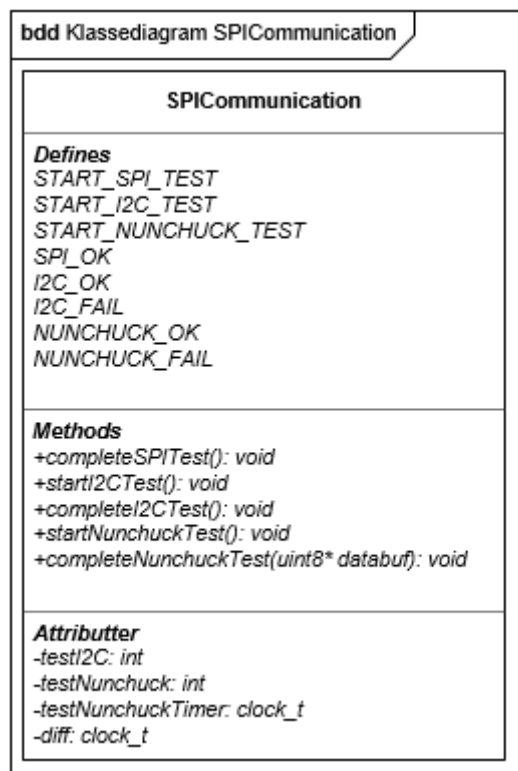 bdd Klassediagram SPICommunication
SPICommunication
Defines
START_SPI_TEST
START_I2C_TEST
START_NUNCHUCK_TEST
SPI_OK
I2C_OK
I2C_FAIL
NUNCHUCK_OK
NUNCHUCK_FAIL
Methods
+completeSPITest(): void
+startI2CTest(): void
+completeI2CTest(): void
+startNunchuckTest(): void
+completeNunchuckTest(uint8* databuf): void
Attributter
-testI2C: int
-testNunchuck: int
-testNunchuckTimer: clock_t
-diff: clock_t